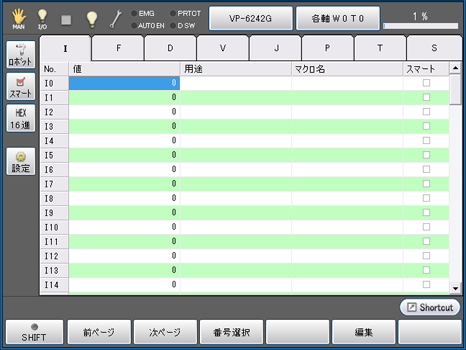 MAN I/O EMG PRTCT AUTO EN D SW VP-6242G 各軸 W0T0 1 %
I F D V J P T S
ロボット
スマート
HEX
16進
設定
No. 値 用途 マクロ名 スマート
I0 0
I1 0
I2 0
I3 0
I4 0
I5 0
I6 0
I7 0
I8 0
I9 0
I10 0
I11 0
I12 0
I13 0
I14 0
Shortcut
SHIFT 前ページ 次ページ 番号選択 編集